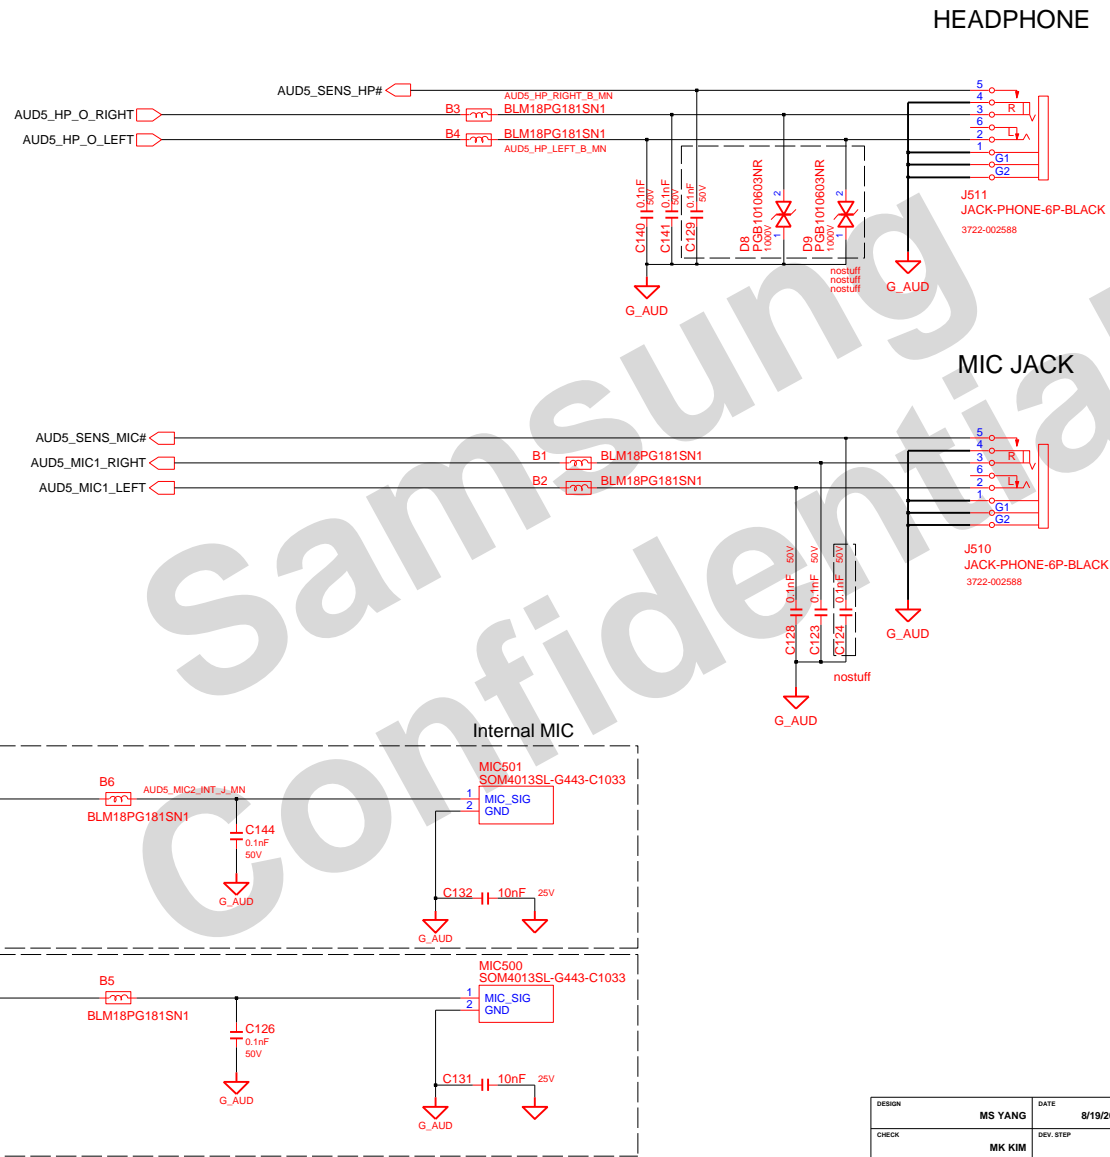 HEADPHONE
AUD5_SENS_HP#
AUD5_HP_RIGHT_B_MN
AUD5_HP_O_RIGHT
B3
BLM18PG181SN1
AUD5_HP_O_LEFT
B4
BLM18PG181SN1
AUD5_HP_LEFT_B_MN
5
4
3
6
2
1
G1
G2
R
L
J511
JACK-PHONE-6P-BLACK
3722-002588
C140
0.1nF
50V
C141
0.1nF
C129
0.1nF
50V
D8
PGB1010603NR
1000V
2
1
D9
PGB1010603NR
1000V
2
1
nostuff
nostuff
nostuff
G_AUD
G_AUD
MIC JACK
AUD5_SENS_MIC#
AUD5_MIC1_RIGHT
B1
BLM18PG181SN1
AUD5_MIC1_LEFT
B2
BLM18PG181SN1
5
4
3
6
2
1
G1
G2
R
L
J510
JACK-PHONE-6P-BLACK
3722-002588
C128
0.1nF
50V
C123
0.1nF
50V
C124
0.1nF
50V
nostuff
G_AUD
G_AUD
Internal MIC
B6
AUD5_MIC2_INT_J_MN
BLM18PG181SN1
C144
0.1nF
50V
G_AUD
MIC501
SOM4013SL-G443-C1033
1
MIC_SIG
2
GND
C132
10nF
25V
G_AUD
B5
BLM18PG181SN1
C126
0.1nF
50V
G_AUD
MIC500
SOM4013SL-G443-C1033
1
MIC_SIG
2
GND
C131
10nF
25V
G_AUD
DESIGN
MS YANG
DATE
CHECK
MK KIM
DEV. STEP
Samsung